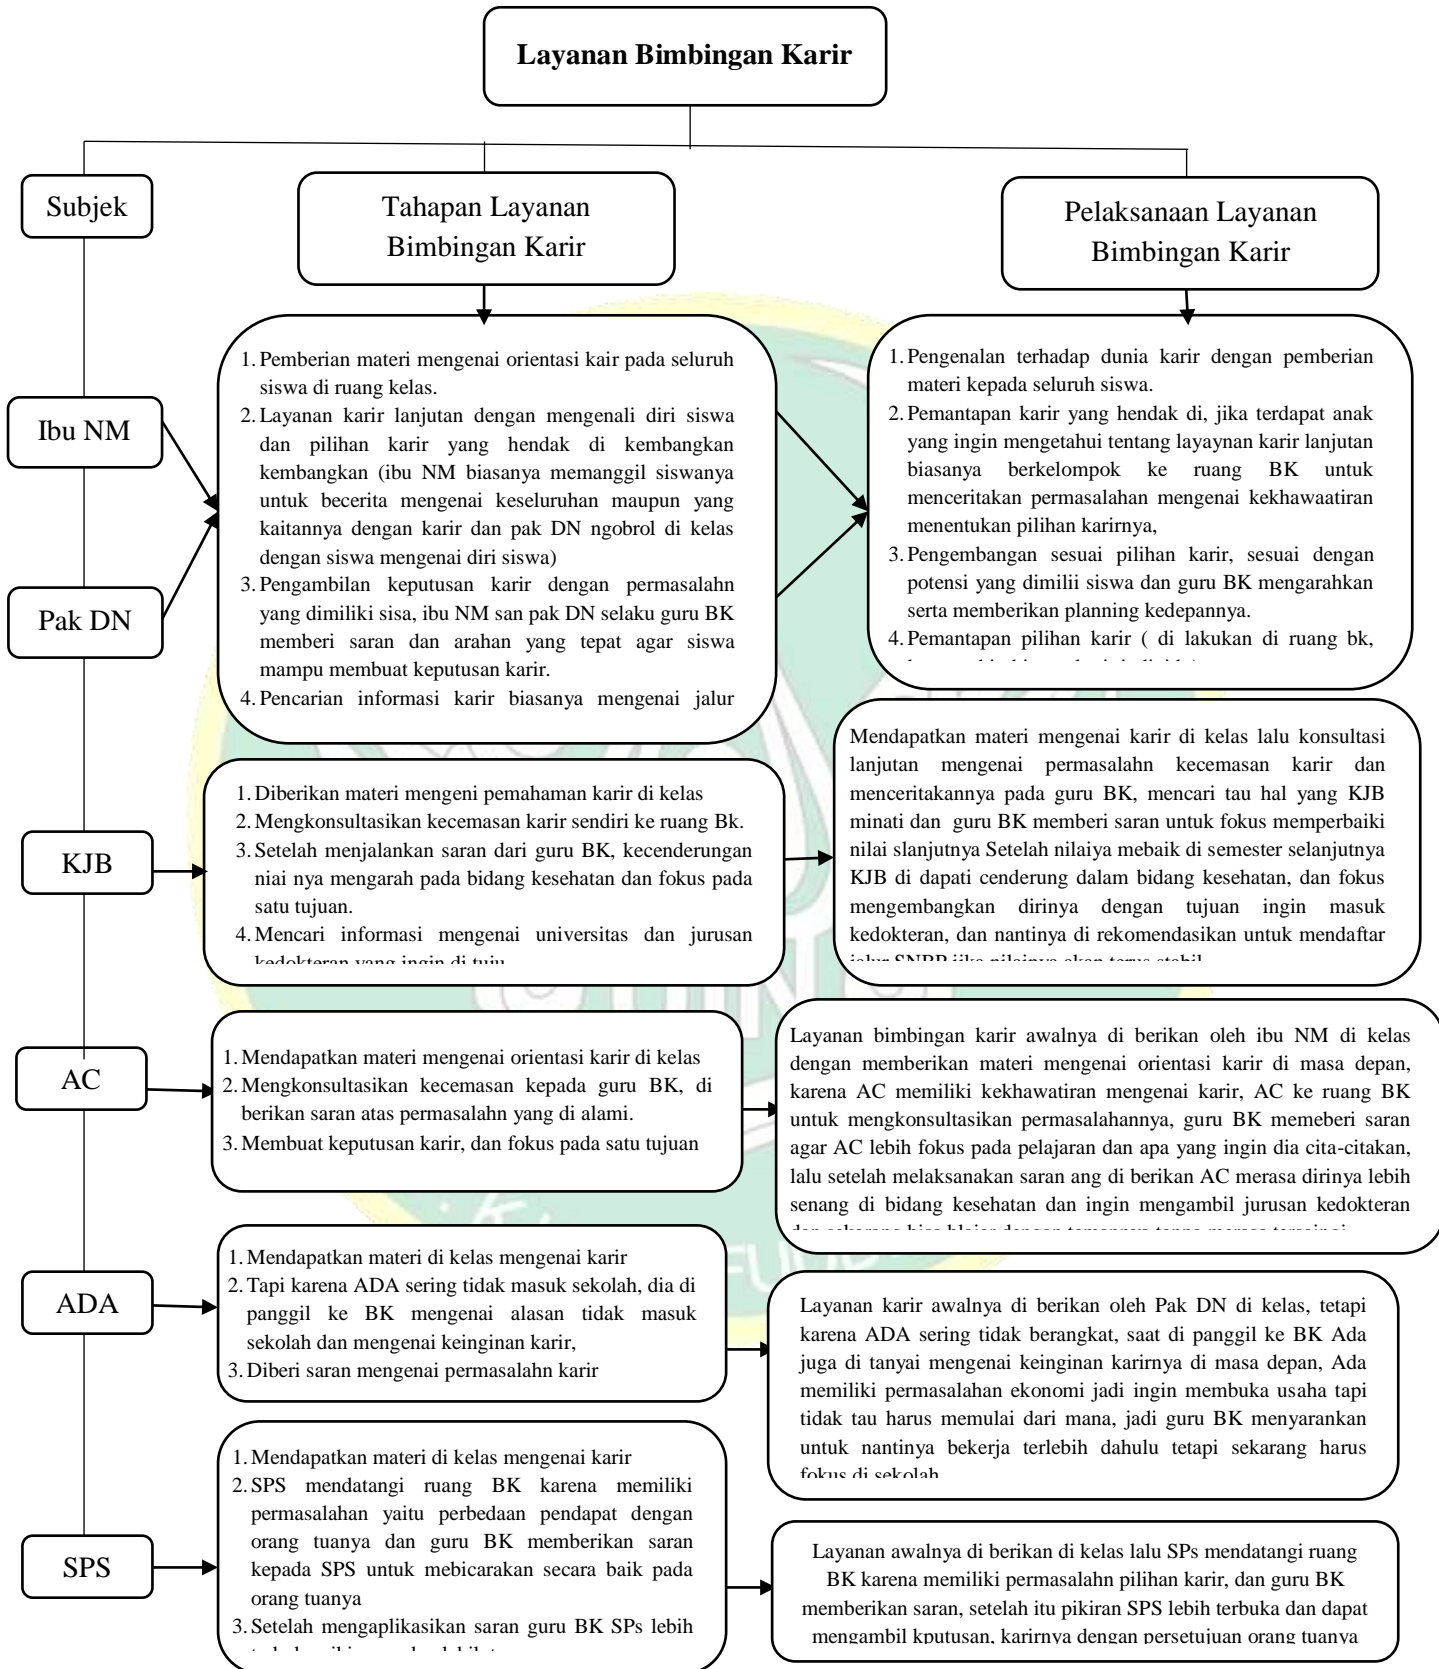 Layanan Bimbingan Karir
Subjek
Tahapan Layanan
Bimbingan Karir
Pelaksanaan Layanan
Bimbingan Karir
Ibu NM
Pak DN
1. Pemberian materi mengenai orientasi kair pada seluruh
siswa di ruang kelas.
2. Layanan karir lanjutan dengan mengenali diri siswa
dan pilihan karir yang hendak di kembangkan
kembangkan (ibu NM biasanya memanggil siswanya
untuk becerita mengenai keseluruhan maupun yang
kaitannya dengan karir dan pak DN ngobrol di kelas
dengan siswa mengenai diri siswa)
3. Pengambilan keputusan karir dengan permasalahn
yang dimiliki sisa, ibu NM san pak DN selaku guru BK
memberi saran dan arahan yang tepat agar siswa
mampu membuat keputusan karir.
4. Pencarian informasi karir biasanya mengenai jalur
1. Pengenalan terhadap dunia karir dengan pemberian
materi kepada seluruh siswa.
2. Pemantapan karir yang hendak di, jika terdapat anak
yang ingin mengetahui tentang layaynan karir lanjutan
biasanya berkelompok ke ruang BK untuk
menceritakan permasalahan mengenai kekhawaatiran
menentukan pilihan karirnya,
3. Pengembangan sesuai pilihan karir, sesuai dengan
potensi yang dimilii siswa dan guru BK mengarahkan
serta memberikan planning kedepannya.
4. Pemantapan pilihan karir ( di lakukan di ruang bk,
KJB
1. Diberikan materi mengeni pemahaman karir di kelas
2. Mengkonsultasikan kecemasan karir sendiri ke ruang Bk.
3. Setelah menjalankan saran dari guru BK, kecenderungan
niai nya mengarah pada bidang kesehatan dan fokus pada
satu tujuan.
4. Mencari informasi mengenai universitas dan jurusan
kedokteran yang ingin di tuju
Mendapatkan materi mengenai karir di kelas lalu konsultasi
lanjutan mengenai permasalahn kecemasan karir dan
menceritakannya pada guru BK, mencari tau hal yang KJB
minati dan guru BK memberi saran untuk fokus memperbaiki
nilai slanjutnya Setelah nilaiya mebaik di semester selanjutnya
KJB di dapati cenderung dalam bidang kesehatan, dan fokus
mengembangkan dirinya dengan tujuan ingin masuk
kedokteran, dan nantinya di rekomendasikan untuk mendaftar
jalur SNBP jika nilainya akan terus stabil
AC
1. Mendapatkan materi mengenai orientasi karir di kelas
2. Mengkonsultasikan kecemasan kepada guru BK, di
berikan saran atas permasalahn yang di alami.
3. Membuat keputusan karir, dan fokus pada satu tujuan
Layanan bimbingan karir awalnya di berikan oleh ibu NM di kelas
dengan memberikan materi mengenai orientasi karir di masa depan,
karena AC memiliki kekhawatiran mengenai karir, AC ke ruang BK
untuk mengkonsultasikan permasalahannya, guru BK memeberi saran
agar AC lebih fokus pada pelajaran dan apa yang ingin dia cita-citakan,
lalu setelah melaksanakan saran ang di berikan AC merasa dirinya lebih
senang di bidang kesehatan dan ingin mengambil jurusan kedokteran
ADA
1. Mendapatkan materi di kelas mengenai karir
2. Tapi karena ADA sering tidak masuk sekolah, dia di
panggil ke BK mengenai alasan tidak masuk
sekolah dan mengenai keinginan karir,
3. Diberi saran mengenai permasalahn karir
Layanan karir awalnya di berikan oleh Pak DN di kelas, tetapi
karena ADA sering tidak berangkat, saat di panggil ke BK Ada
juga di tanyai mengenai keinginan karirnya di masa depan, Ada
memiliki permasalahan ekonomi jadi ingin membuka usaha tapi
tidak tau harus memulai dari mana, jadi guru BK menyarankan
untuk nantinya bekerja terlebih dahulu tetapi sekarang harus
fokus di sekolah
SPS
1. Mendapatkan materi di kelas mengenai karir
2. SPS mendatangi ruang BK karena memiliki
permasalahan yaitu perbedaan pendapat dengan
orang tuanya dan guru BK memberikan saran
kepada SPS untuk mebicarakan secara baik pada
orang tuanya
3. Setelah mengaplikasikan saran guru BK SPs lebih
Layanan awalnya di berikan di kelas lalu SPs mendatangi ruang
BK karena memiliki permasalahn pilihan karir, dan guru BK
memberikan saran, setelah itu pikiran SPS lebih terbuka dan dapat
mengambil kputusan, karirnya dengan persetujuan orang tuanya